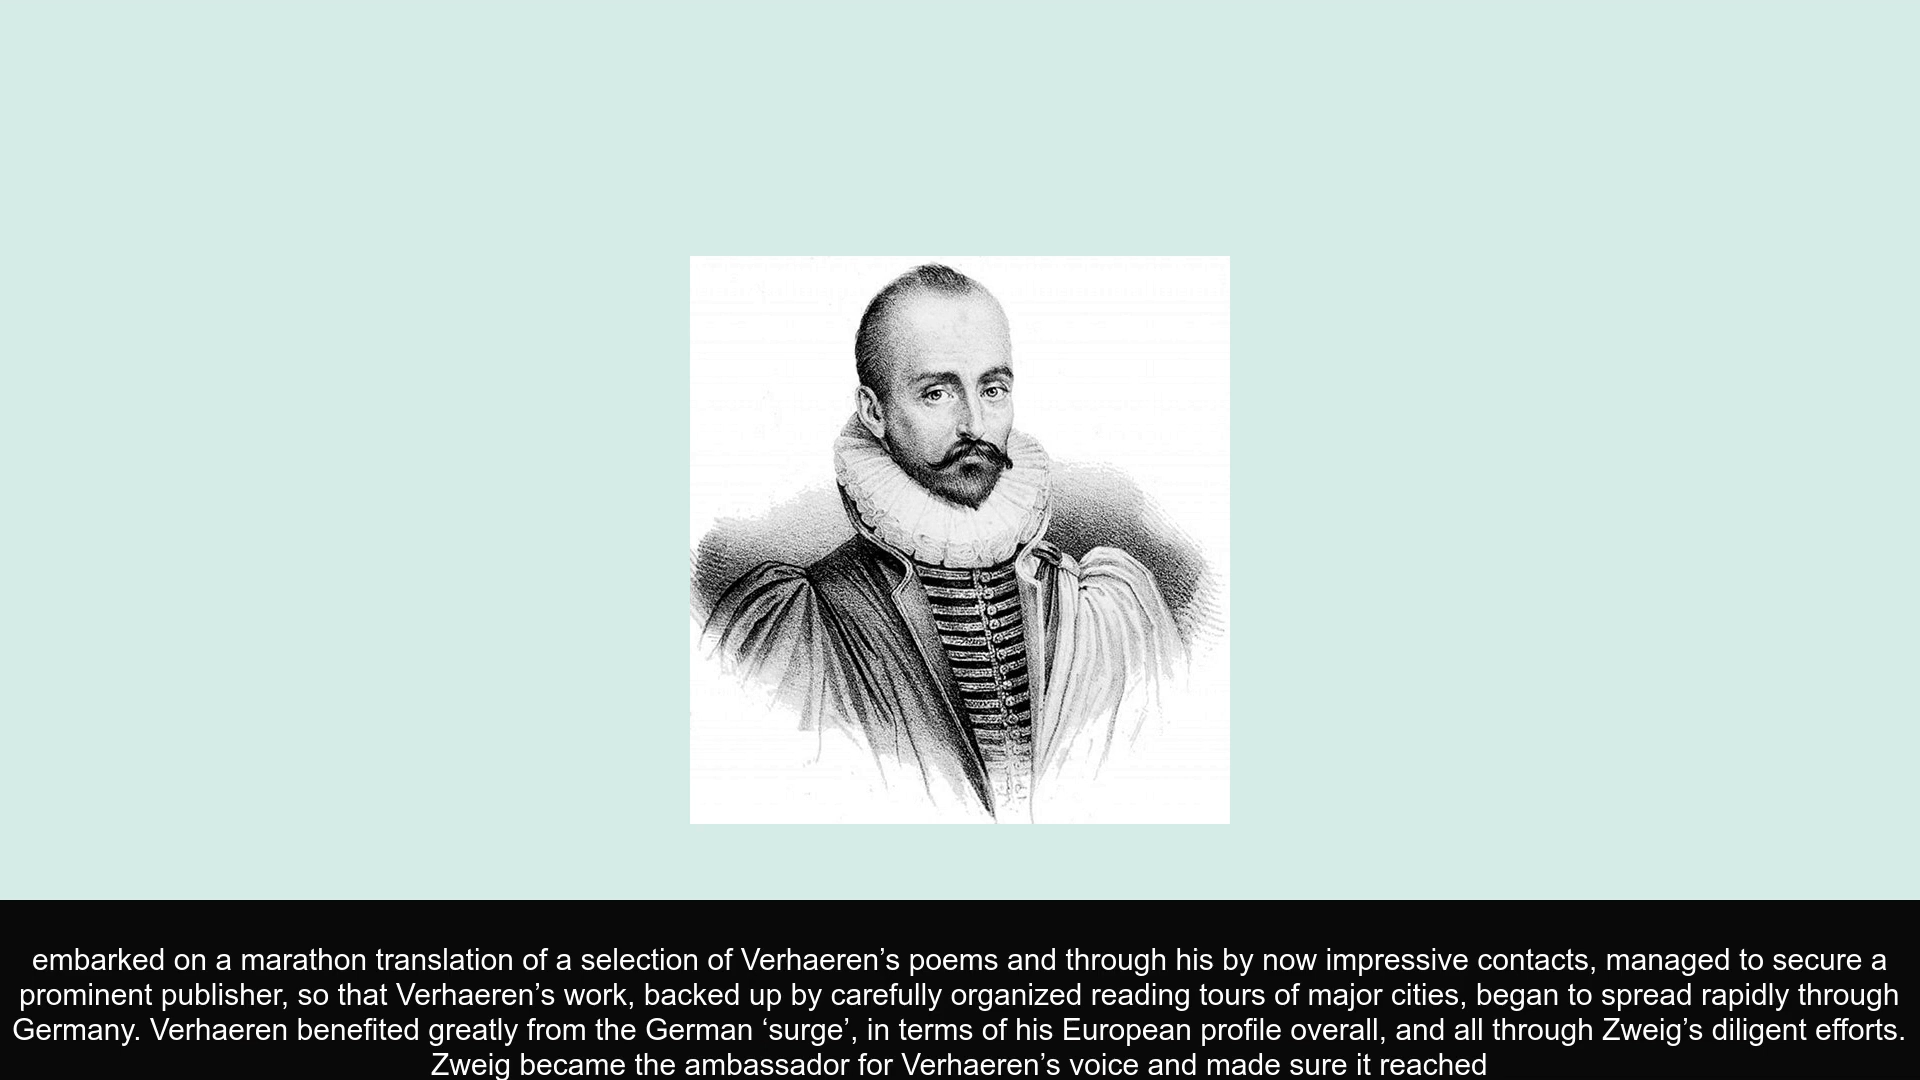 embarked on a marathon translation of a selection of Verhaeren’s poems and through his by now impressive contacts, managed to secure a
prominent publisher, so that Verhaeren’s work, backed up by carefully organized reading tours of major cities, began to spread rapidly through
Germany. Verhaeren benefited greatly from the German ‘surge’, in terms of his European profile overall, and all through Zweig’s diligent efforts.
Zweig became the ambassador for Verhaeren’s voice and made sure it reached